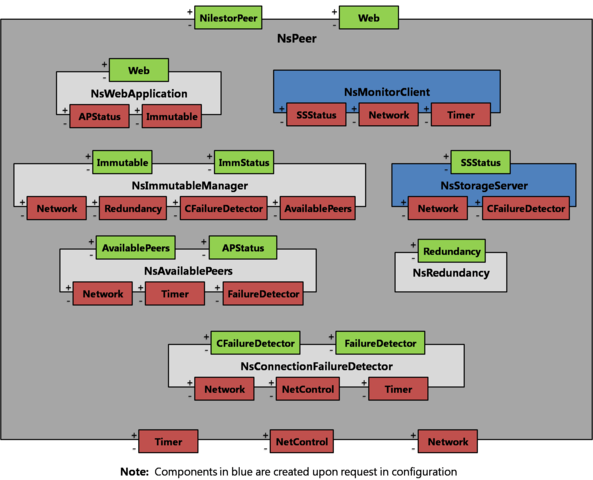 NilestorPeer
Web
NsPeer
Web
NsWebApplication
APStatus
Immutable
NsMonitorClient
SSStatus
Network
Timer
Immutable
ImmStatus
NsImmutableManager
Network
Redundancy
CFailureDetector
AvailablePeers
SSStatus
NsStorageServer
Network
CFailureDetector
AvailablePeers
APStatus
NsAvailablePeers
Network
Timer
FailureDetector
Redundancy
NsRedundancy
CFailureDetector
FailureDetector
NsConnectionFailureDetector
Network
NetControl
Timer
Timer
NetControl
Network
Note: Components in blue are created upon request in configuration